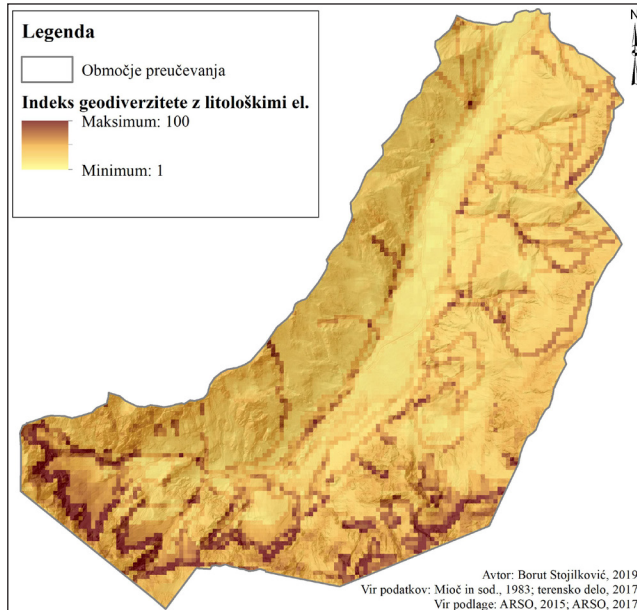 Legenda
Območje preučevanja
Indeks geodiverzitete z litološkimi el.
Maksimum: 100
Minimum: 1
N
Avtor: Borut Stojilković, 2019
Vir podatkov: Mioč in sod., 1983; terensko delo, 2017
Vir podlage: ARSO, 2015; ARSO, 2017